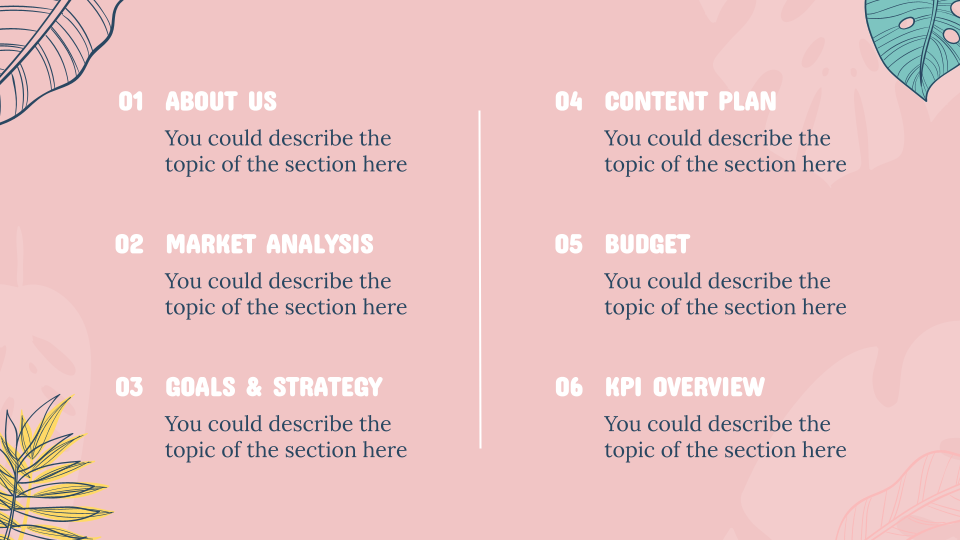 01 ABOUT US
You could describe the
topic of the section here
02 MARKET ANALYSIS
You could describe the
topic of the section here
03 GOALS & STRATEGY
You could describe the
topic of the section here
04 CONTENT PLAN
You could describe the
topic of the section here
05 BUDGET
You could describe the
topic of the section here
06 KPI OVERVIEW
You could describe the
topic of the section here